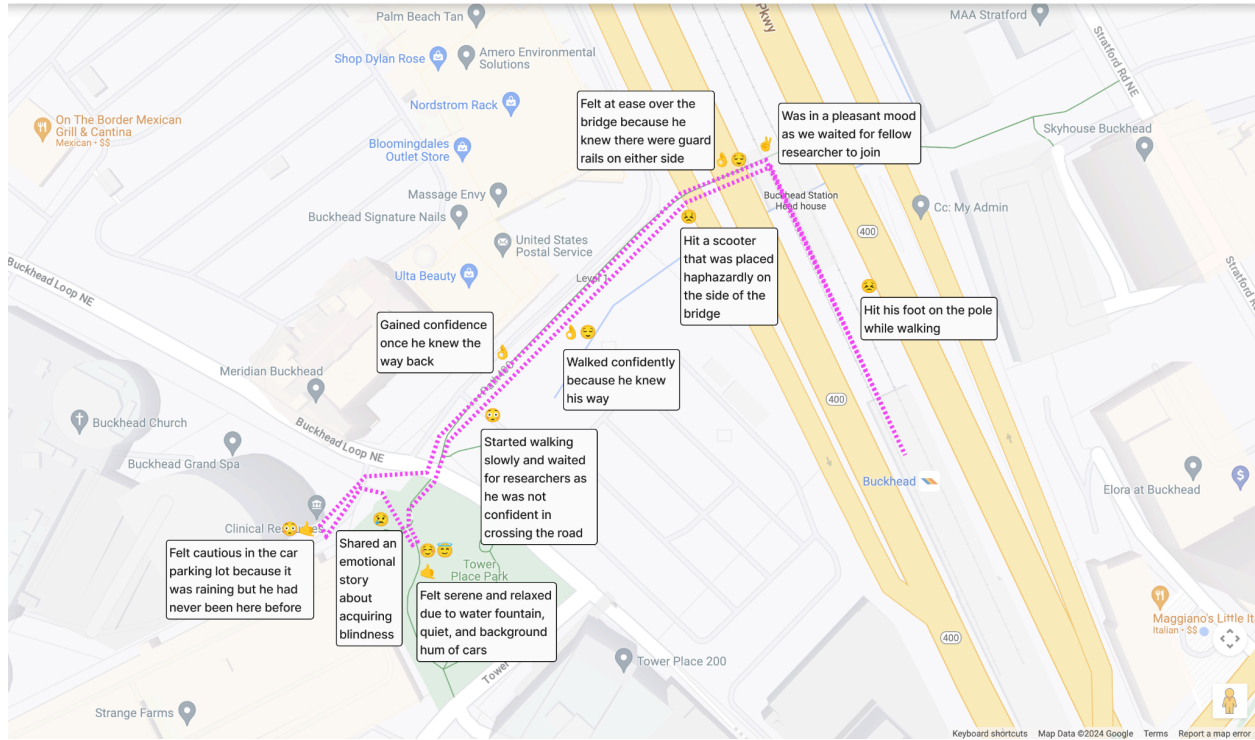 Palm Beach Tan
Shop Dylan Rose
Amero Environmental
Solutions
Nordstrom Rack
On The Border Mexican
Grill & Cantina
Mexican • $$
Bloomingdales
Outlet Store
Massage Envy
Buckhead Signature Nails
United States
Postal Service
Ulta Beauty
Pkwy
MAA Stratford
Stratford Rd NE
Skyhouse Buckhead
Felt at ease over the
bridge because he
knew there were guard
rails on either side
Was in a pleasant mood
as we waited for fellow
researcher to join
Buckhead Station
Head house
Cc: My Admin
400
Hit a scooter
that was placed
haphazardly on
the side of the
bridge
Level 1
Hit his foot on the pole
while walking
Buckhead Loop NE
Gained confidence
once he knew the
way back
Walked confidently
because he knew
his way
Meridian Buckhead
Buckhead Church
Buckhead Grand Spa
Buckhead Loop NE
400
Started walking
slowly and waited
for researchers as
he was not
confident in
crossing the road
Buckhead
Elora at Buckhead
Felt cautious in the car
parking lot because it
was raining but he had
never been here before
Shared an
emotional
story
about
acquiring
blindness
Tower
Place Park
Felt serene and relaxed
due to water fountain,
quiet, and background
hum of cars
Tower
Tower Place 200
400
Maggiano's Little It
Italian • $$
Strange Farms
Keyboard shortcuts
Map Data ©2024 Google
Terms
Report a map error